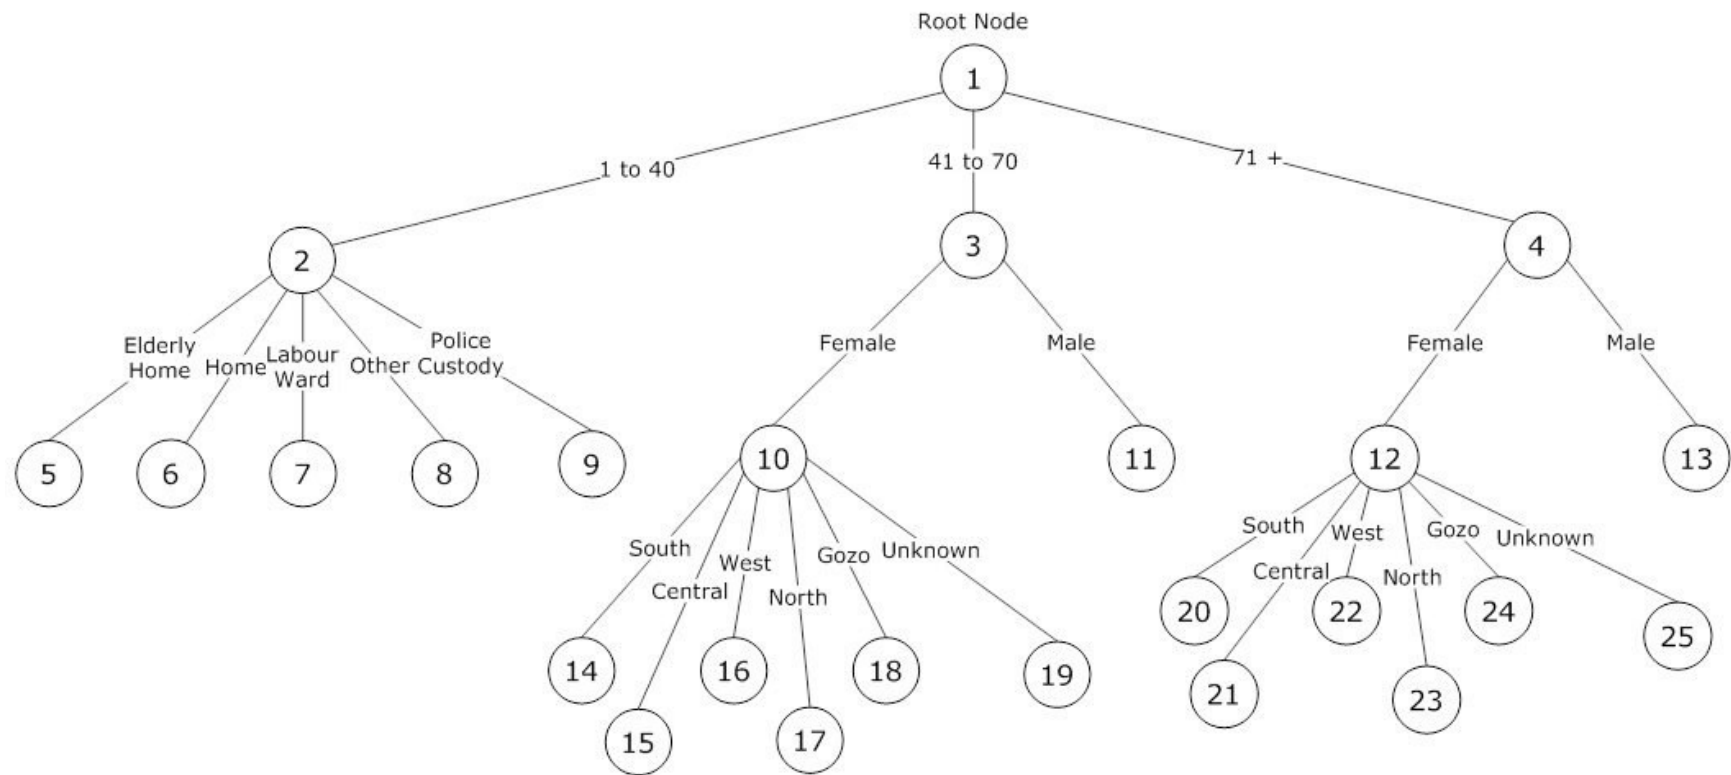 Root Node
1
1 to 40
41 to 70
71 +
2
3
4
Elderly
Home
Home
Labour
Ward
Other
Police
Custody
Female
Male
Female
Male
5
6
7
8
9
10
11
12
13
South
Central
West
North
Gozo
Unknown
South
Central
West
North
Gozo
Unknown
14
15
16
17
18
19
20
21
22
23
24
25